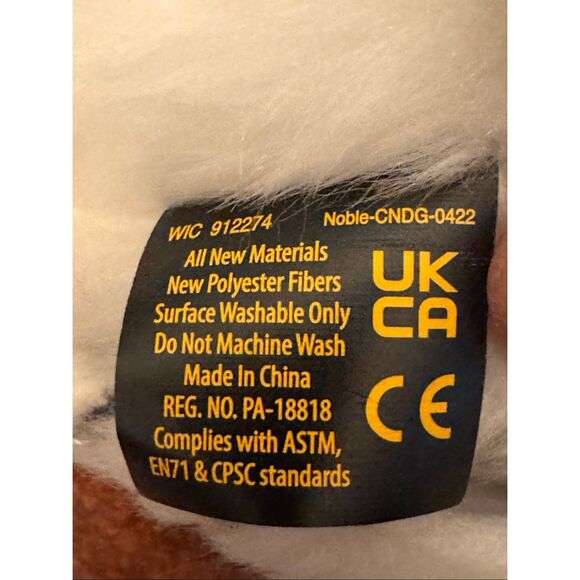 WIC 912274 Noble-CNDG-0422
All New Materials
New Polyester Fibers
Surface Washable Only
Do Not Machine Wash
Made In China
REG. NO. PA-18818
Complies with ASTM,
EN71 & CPSC standards
UK
CA
CE